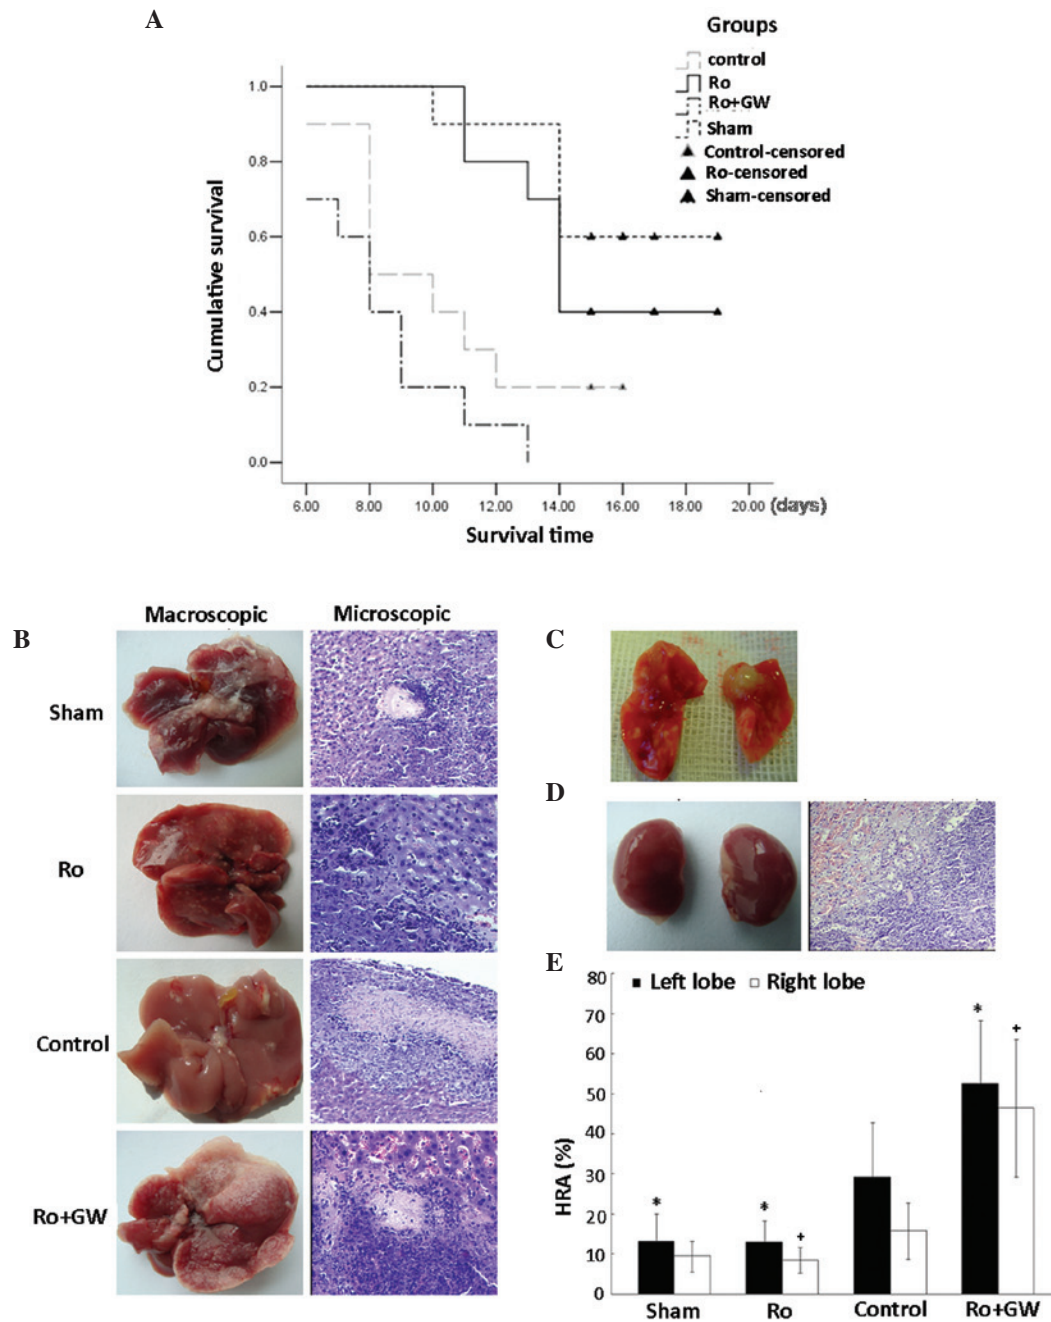 A
Groups
control
Ro
Ro+GW
Sham
Control-censored
Ro-censored
Sham-censored
Cumulative survival
1.0
0.8
0.6
0.4
0.2
0.0
6.00 8.00 10.00 12.00 14.00 16.00 18.00 20.00 (days)
Survival time
B
Macroscopic Microscopic
Sham
Ro
Control
Ro+GW
C
D
E
Left lobe Right lobe
HRA (%)
80
70
60
50
40
30
20
10
0
* * * +
+
Sham Ro Control Ro+GW